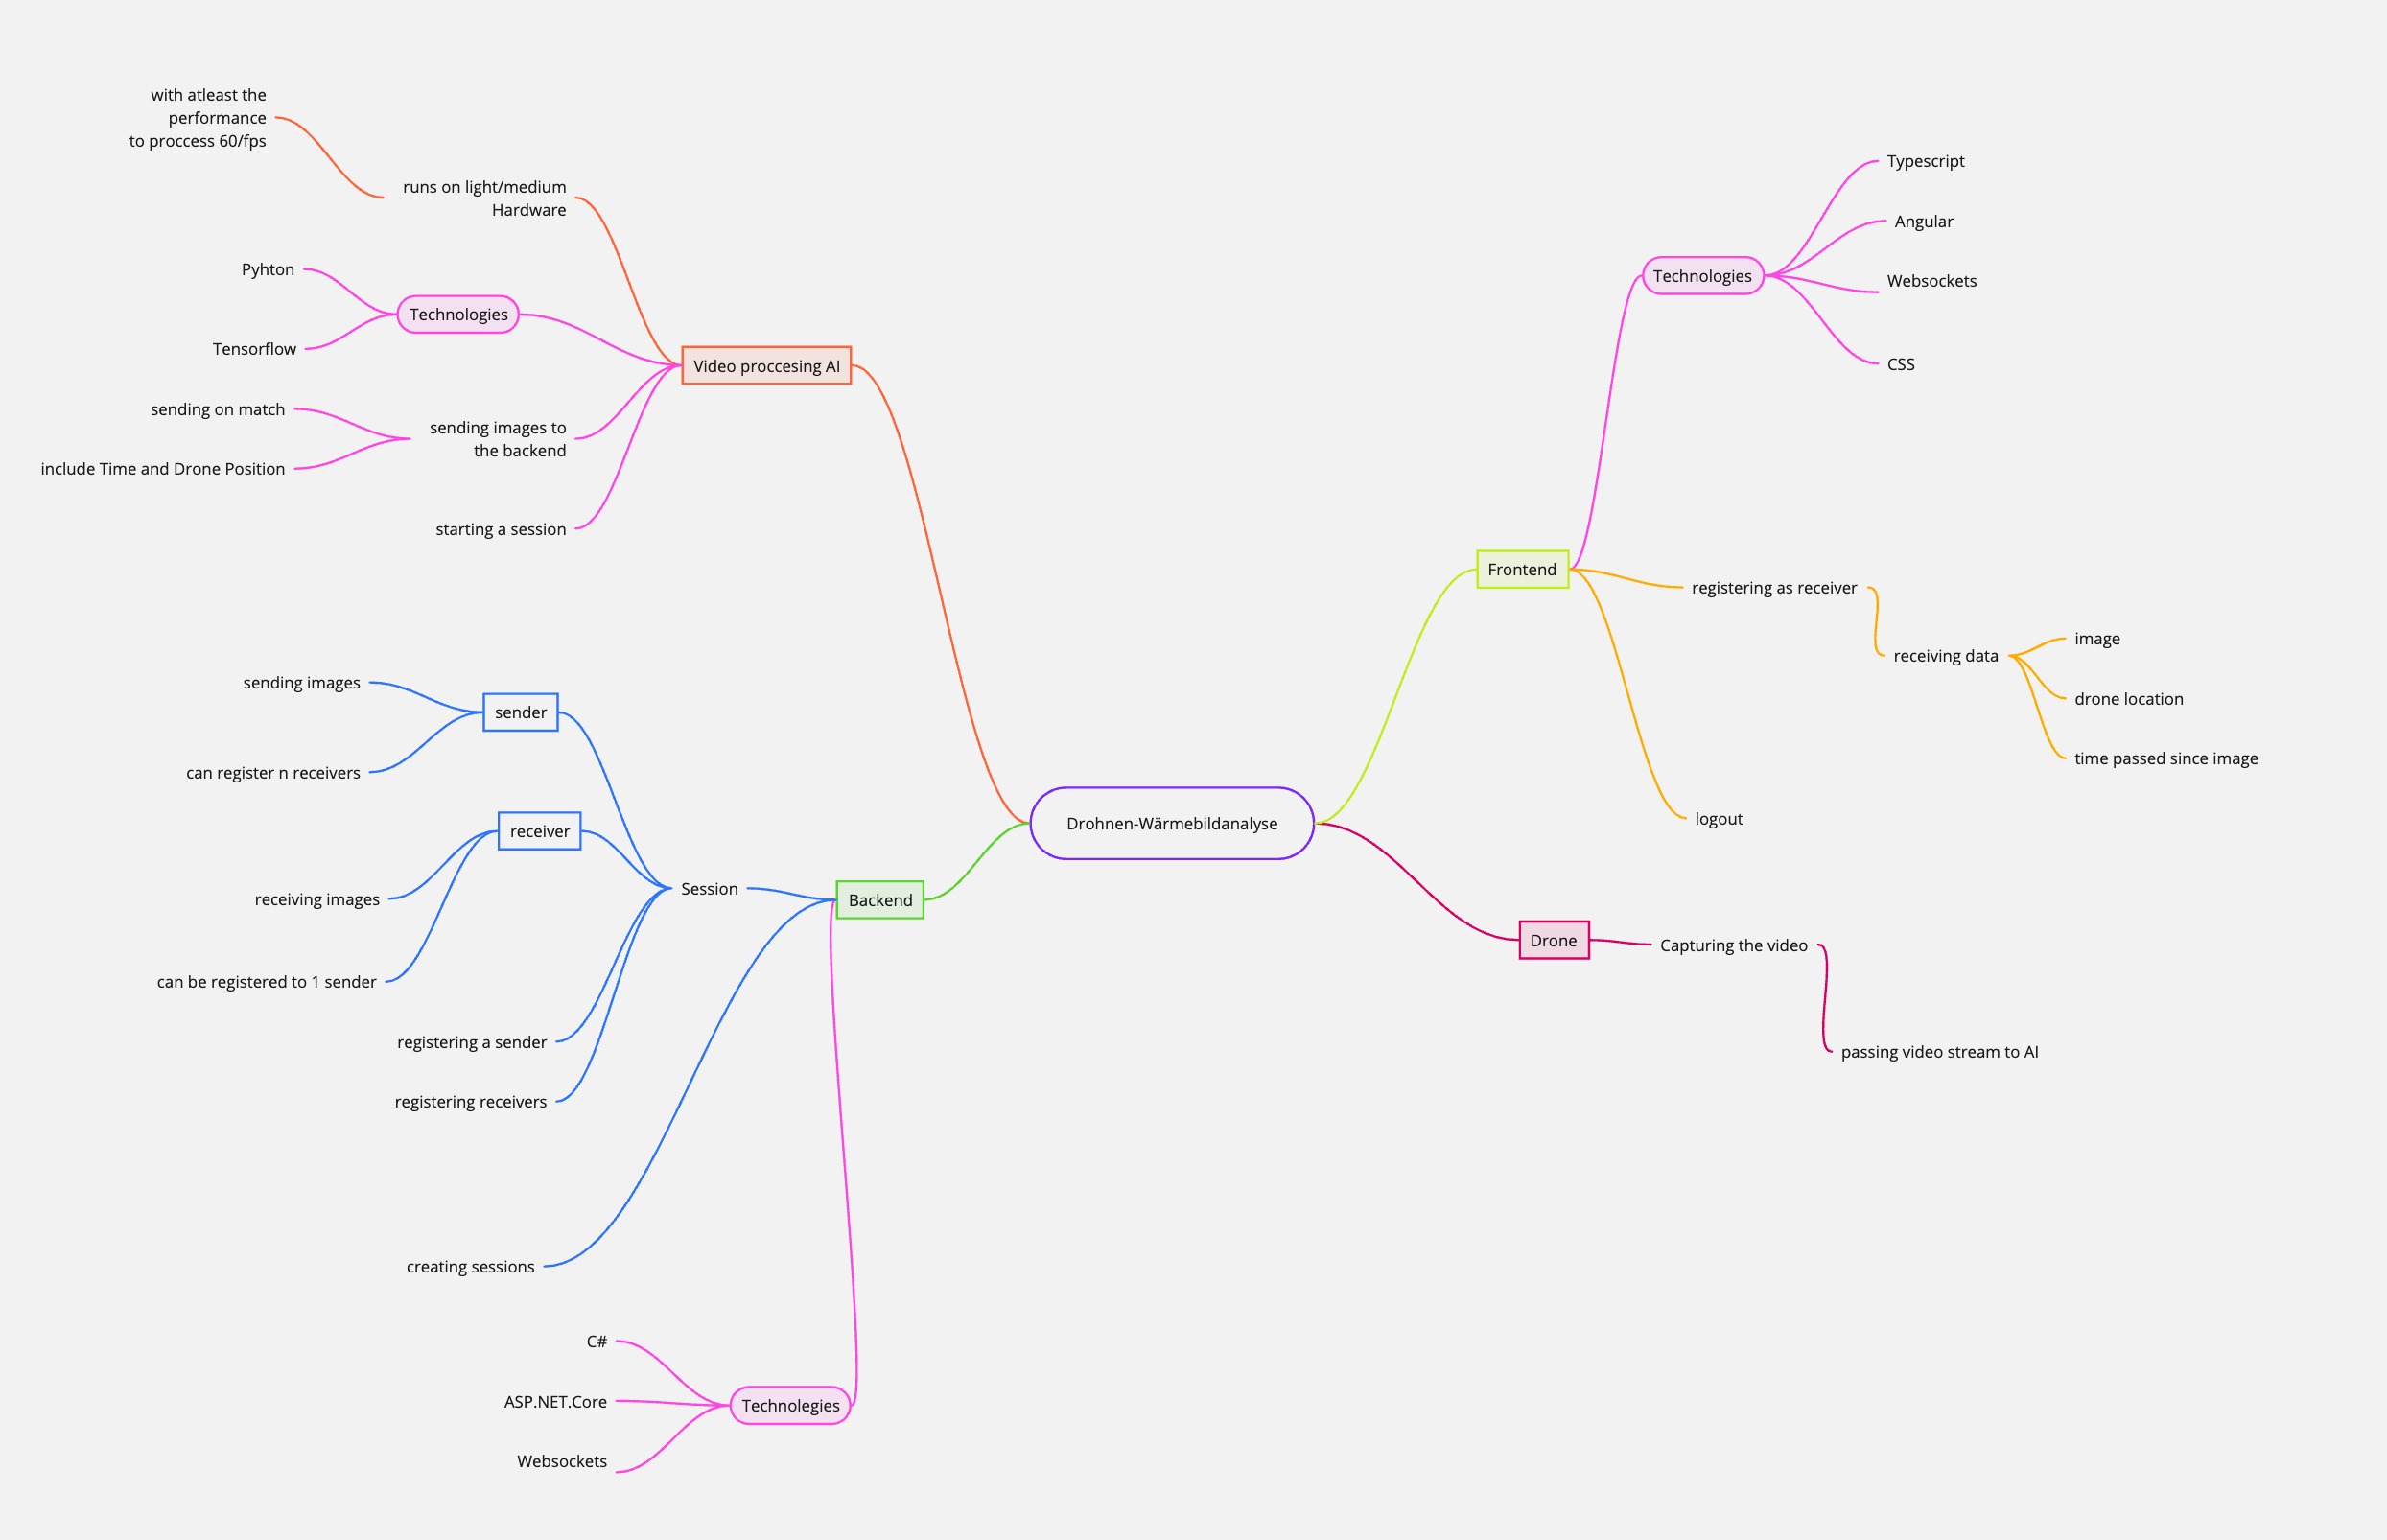 with atleast the
performance
to proccess 60/fps
runs on light/medium
Hardware
Pyhton
Technologies
Tensorflow
Video proccesing AI
sending on match
sending images to
the backend
include Time and Drone Position
starting a session
sending images
sender
can register n receivers
receiver
receiving images
can be registered to 1 sender
Session
Backend
registering a sender
registering receivers
creating sessions
C#
ASP.NET.Core
Technolegies
Websockets
Drohnen-Wärmebildanalyse
Typescript
Angular
Technologies
Websockets
CSS
Frontend
registering as receiver
image
receiving data
drone location
time passed since image
logout
Drone
Capturing the video
passing video stream to AI